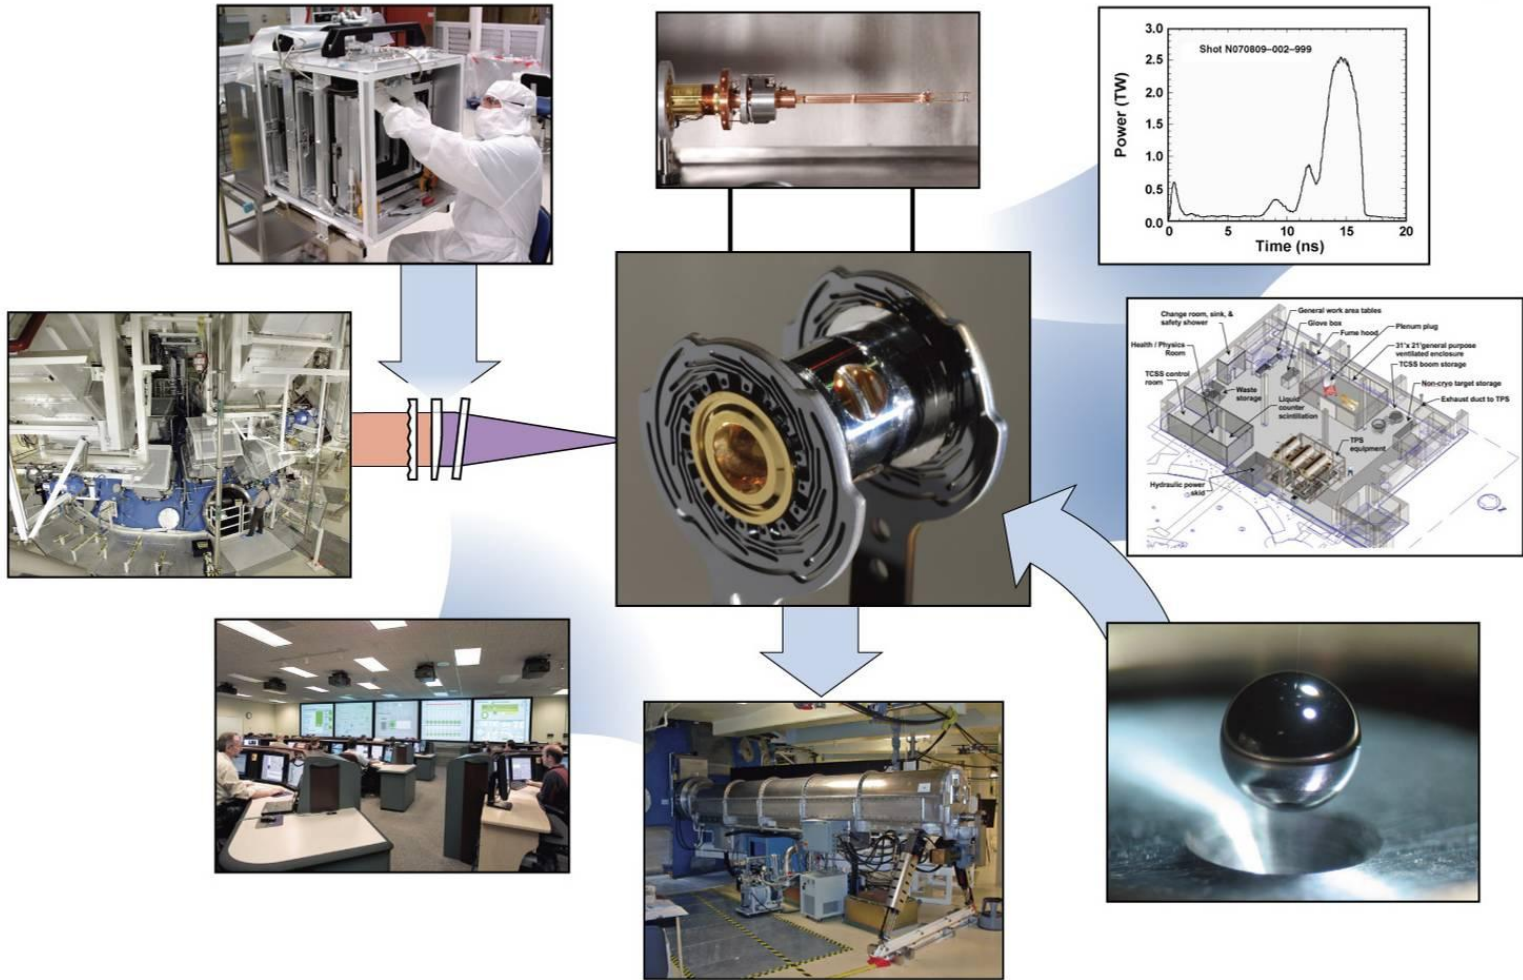 Shot N070809–002–999
Power (TW)
3.0
2.5
2.0
1.5
1.0
0.5
0.0
0
5
10
15
20
Time (ns)
Change room, sink, &
safety shower
General work area tables
Glove box
Fume hood
Plenum plug
Health / Physics
Room
31'x 21'general purpose
ventilated enclosure
TCSS boom storage
TCSS control
room
Non-cryo target storage
Waste
storage
Exhaust duct to TPS
Liquid
counter
scintillation
TPS
equipment
Hydraulic power
skid